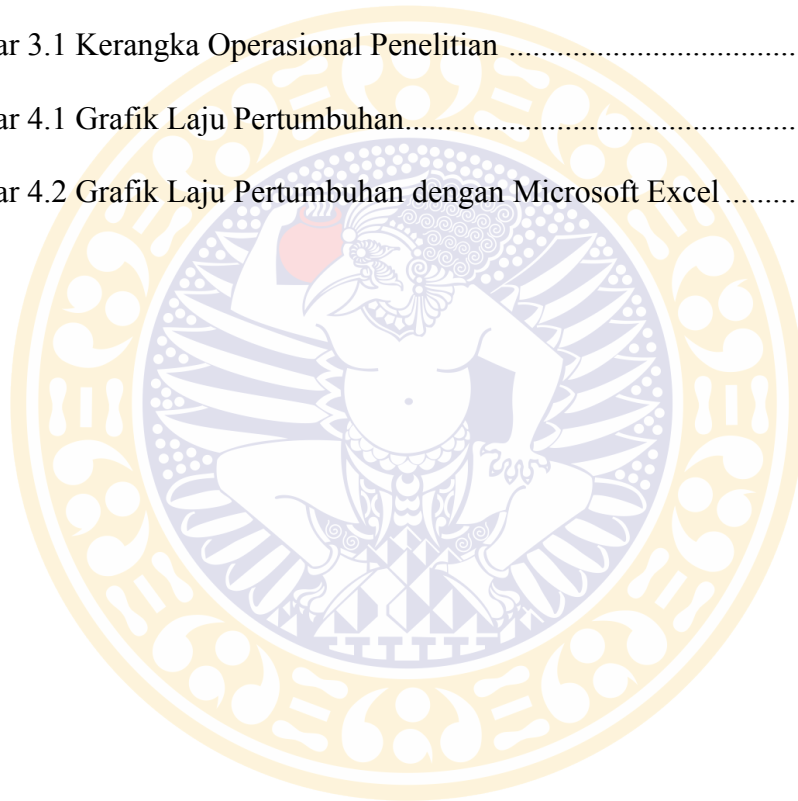 ar 3.1 Kerangka Operasional Penelitian ....................................
ar 4.1 Grafik Laju Pertumbuhan.................................................
ar 4.2 Grafik Laju Pertumbuhan dengan Microsoft Excel .........